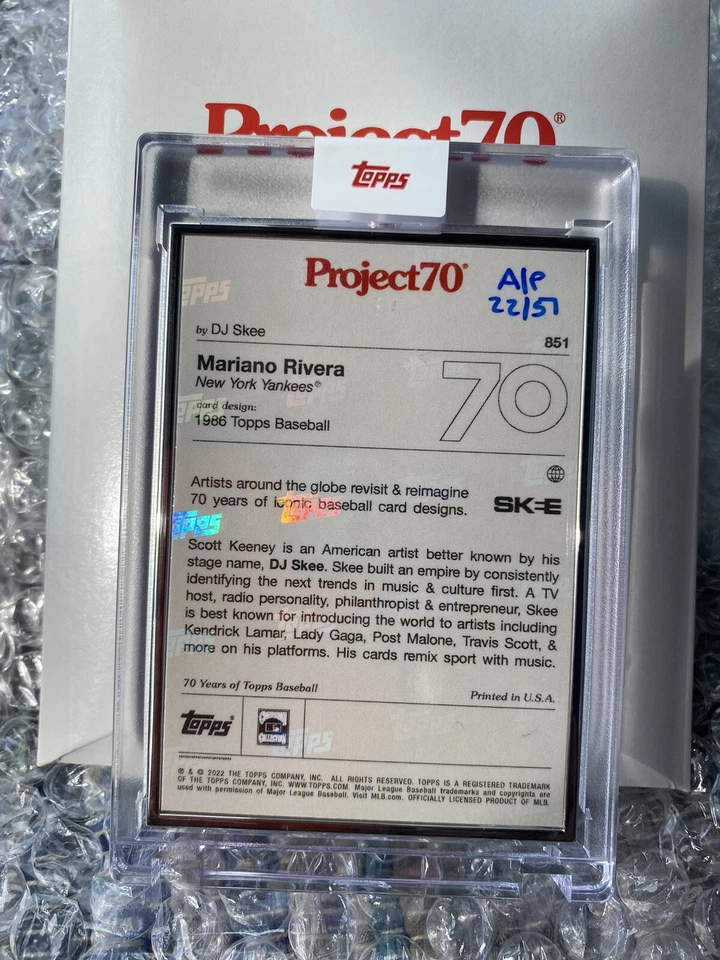 Project70®
Topps
Project70®
A/P
22/51
by DJ Skee
851
Mariano Rivera
New York Yankees®
70
card design:
1986 Topps Baseball
Artists around the globe revisit & reimagine
70 years of iconic baseball card designs.
SKEE
Scott Keeney is an American artist better known by his
stage name, DJ Skee. Skee built an empire by consistently
identifying the next trends in music & culture first. A TV
host, radio personality, philanthropist & entrepreneur, Skee
is best known for introducing the world to artists including
Kendrick Lamar, Lady Gaga, Post Malone, Travis Scott, &
more on his platforms. His cards remix sport with music.
70 Years of Topps Baseball
Printed in U.S.A.
Topps®
℗ & © 2022 THE TOPPS COMPANY, INC. ALL RIGHTS RESERVED. TOPPS IS A REGISTERED TRADEMARK
OF THE TOPPS COMPANY, INC. WWW.TOPPS.COM. Major League Baseball trademarks and copyrights are
used with permission of Major League Baseball. Visit MLB.com. OFFICIALLY LICENSED PRODUCT OF MLB.